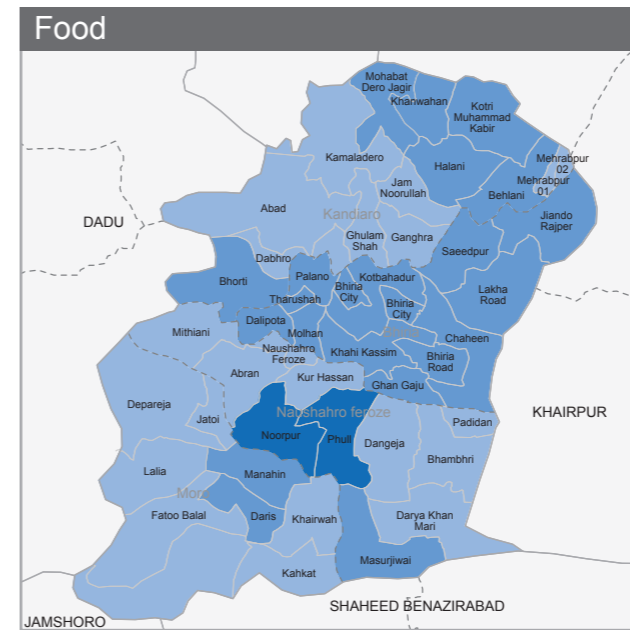 Food
Mohabat
Dero Jagir
Khanwahan
Kotri
Muhammad
Kabir
Kamaladero
Halani
Mehrabpur
02
Jam
Noorullah
Mehrabpur
01
Behlani
Abad
Kandiaro
Jiando
Rajper
DADU
Ghulam
Shah
Ganghra
Saeedpur
Dabhro
Bhorti
Palano
Kotbahadur
Bhiria
City
Lakha
Road
Tharushah
Bhiria
City
Dalipota
Mithiani
Molhan
Chaheen
Naushahro
Feroze
Khahi Kassim
Bhiria
Road
Abran
Kur Hassan
Ghan Gaju
Depareja
Jatoi
Naushahro feroze
KHAIRPUR
Padidan
Noorpur
Phull
Dangeja
Bhambhri
Lalia
Manahin
Fatoo Balal
Daris
Khairwah
Darya Khan
Mari
Masurjiwai
Kahkat
SHAHEED BENAZIRABAD
JAMSHORO